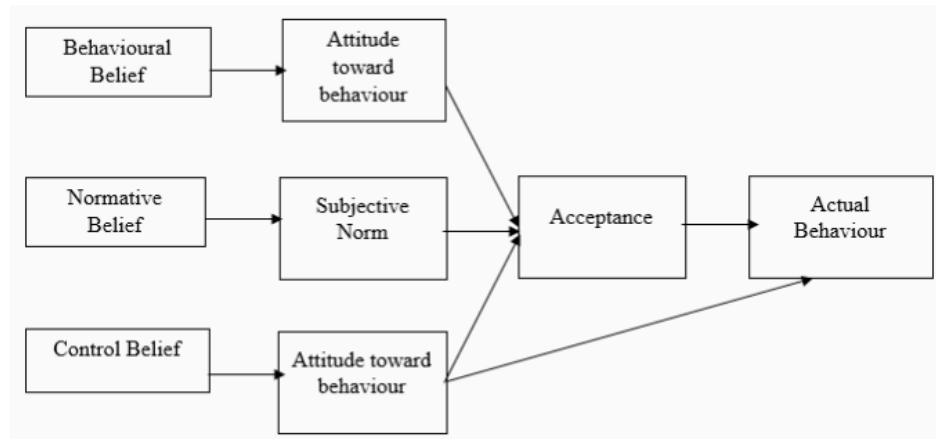 Behavioural
Belief
Attitude
toward
behaviour
Normative
Belief
Subjective
Norm
Acceptance
Actual
Behaviour
Control Belief
Attitude toward
behaviour